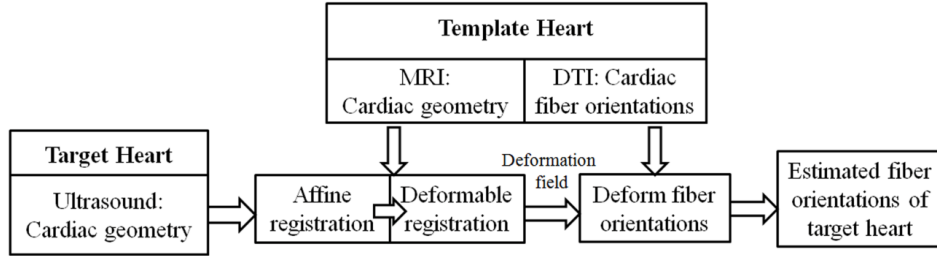 Template Heart
MRI:
Cardiac geometry
DTI: Cardiac
fiber orientations
Target Heart
Ultrasound:
Cardiac geometry
Affine
registration
Deformable
registration
Deformation
field
Deform fiber
orientations
Estimated fiber
orientations of
target heart